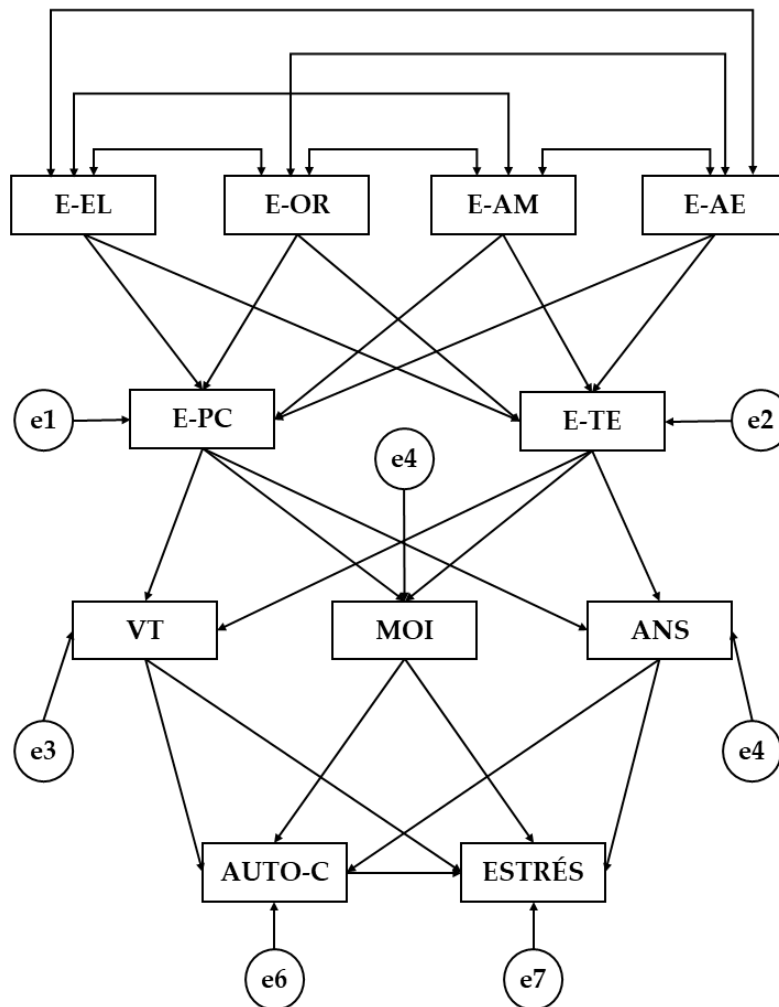 E-EL
E-OR
E-AM
E-AE
e1
E-PC
E-TE
e2
e4
VT
MOI
ANS
e3
e4
AUTO-C
ESTRÉS
e6
e7